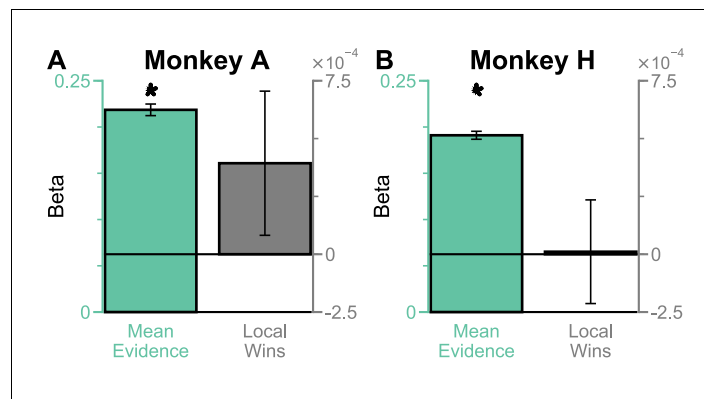 A
Monkey A
×10⁻⁴
0.25
7.5
*
Beta
0
0
-2.5
Mean
Evidence
Local
Wins
B
Monkey H
×10⁻⁴
0.25
7.5
*
Beta
0
0
-2.5
Mean
Evidence
Local
Wins